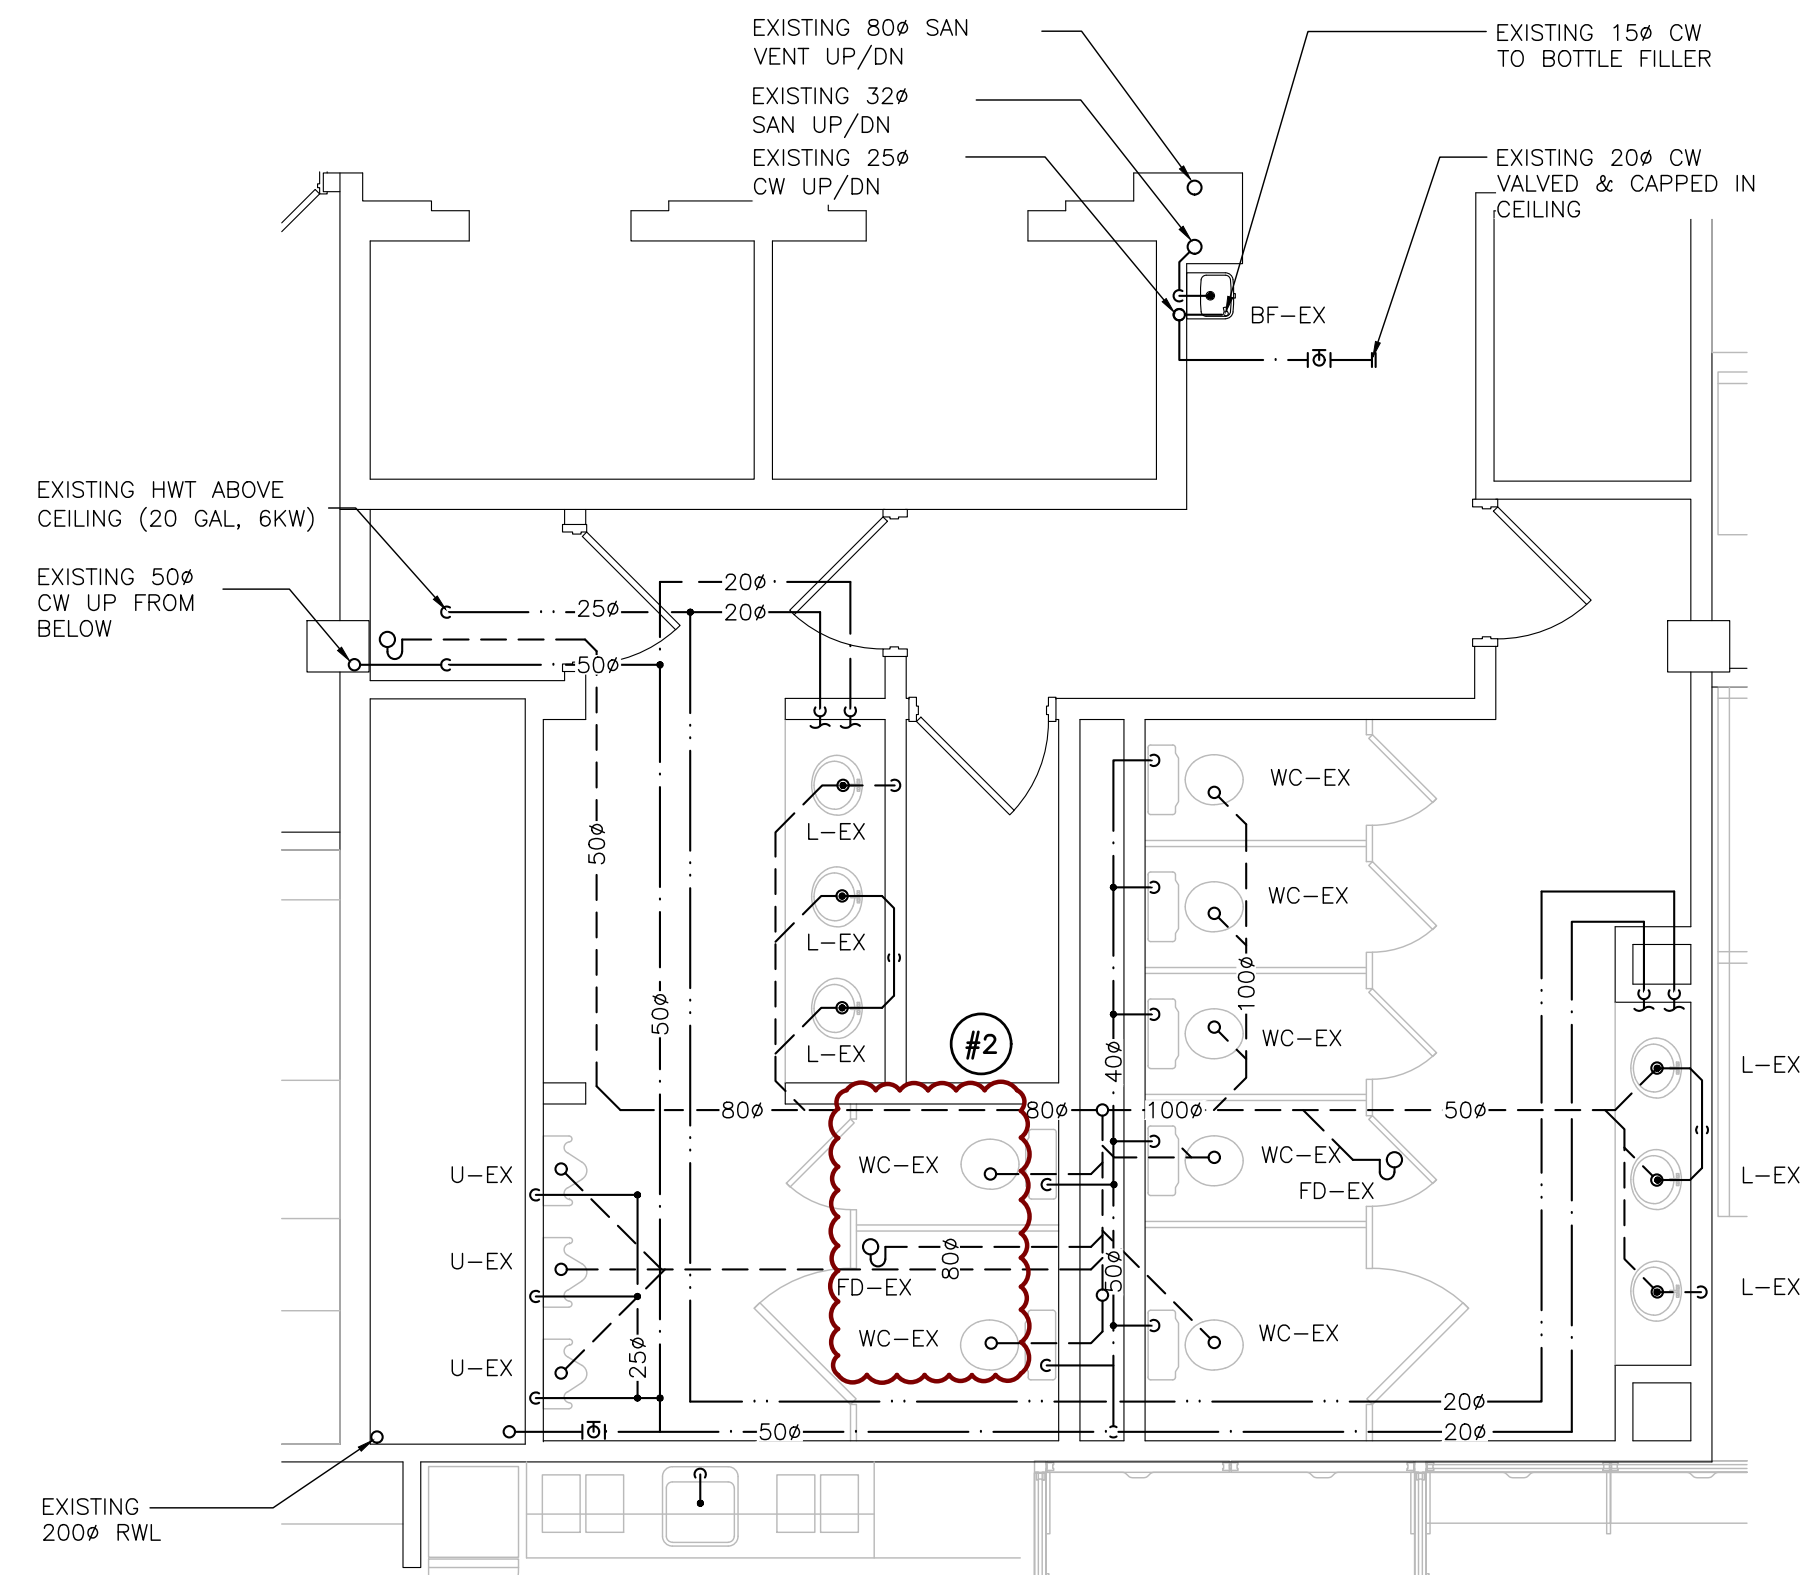 EXISTING 80ø SAN
VENT UP/DN
EXISTING 32ø
SAN UP/DN
EXISTING 25ø
CW UP/DN
EXISTING 15ø CW
TO BOTTLE FILLER
EXISTING 20ø CW
VALVED & CAPPED IN
CEILING
BF-EX
EXISTING HWT ABOVE
CEILING (20 GAL, 6KW)
EXISTING 50ø
CW UP FROM
BELOW
20ø
25ø
20ø
50ø
WC-EX
L-EX
50ø
WC-EX
L-EX
100ø
50ø
#2
WC-EX
L-EX
40ø
L-EX
80ø
80ø
100ø
50ø
WC-EX
WC-EX
U-EX
L-EX
FD-EX
U-EX
80ø
50ø
FD-EX
L-EX
WC-EX
WC-EX
U-EX
25ø
20ø
50ø
20ø
EXISTING
200ø RWL